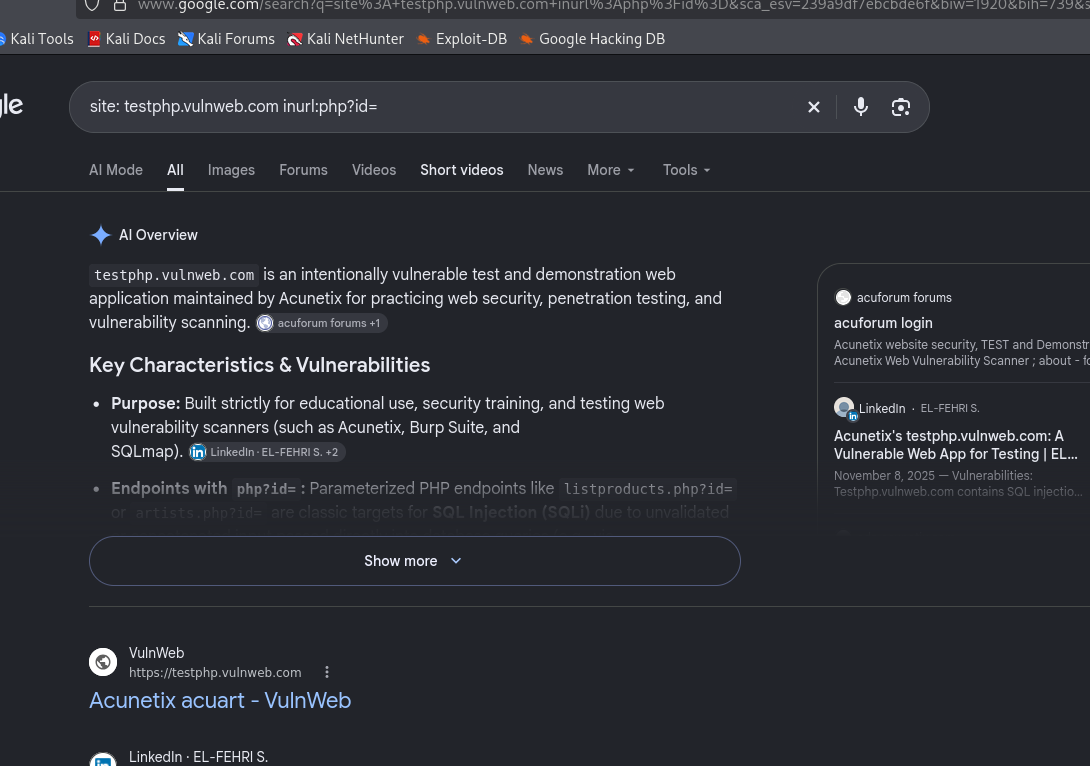 www.google.com/search?q=site%3A+testphp.vulnweb.com+inurl%3Aphp%3Fid%3D&sca_esv=239a9df7ebcbde6f&biw=1920&bih=739&s
Kali Tools Kali Docs Kali Forums Kali NetHunter Exploit-DB Google Hacking DB
gle
site: testphp.vulnweb.com inurl:php?id=
AI Mode All Images Forums Videos Short videos News More Tools
AI Overview
testphp.vulnweb.com is an intentionally vulnerable test and demonstration web
application maintained by Acunetix for practicing web security, penetration testing, and
vulnerability scanning. acuforum forums +1
Key Characteristics & Vulnerabilities
• Purpose: Built strictly for educational use, security training, and testing web
vulnerability scanners (such as Acunetix, Burp Suite, and
SQLmap). LinkedIn · EL-FEHRI S. +2
• Endpoints with php?id= : Parameterized PHP endpoints like listproducts.php?id=
or artists.php?id= are classic targets for SQL Injection (SQLi) due to unvalidated
Show more
acuforum forums
acuforum login
Acunetix website security, TEST and Demonstr
Acunetix Web Vulnerability Scanner ; about - fo
LinkedIn · EL-FEHRI S.
Acunetix's testphp.vulnweb.com: A
Vulnerable Web App for Testing | EL...
November 8, 2025 — Vulnerabilities:
Testphp.vulnweb.com contains SQL injectio...
VulnWeb
https://testphp.vulnweb.com
Acunetix acuart - VulnWeb
LinkedIn · EL-FEHRI S.